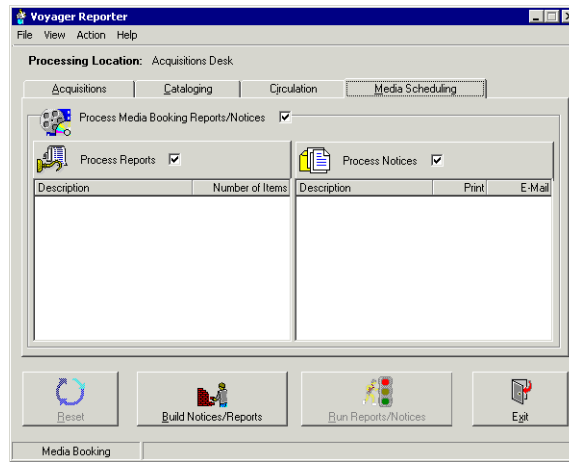 Voyager Reporter
File View Action Help
Processing Location: Acquisitions Desk
Acquisitions Cataloging Circulation Media Scheduling
Process Media Booking Reports/Notices
Process Reports Process Notices
Description Number of Items Description Print E-Mail
Reset Build Notices/Reports Run Reports/Notices Exit
Media Booking